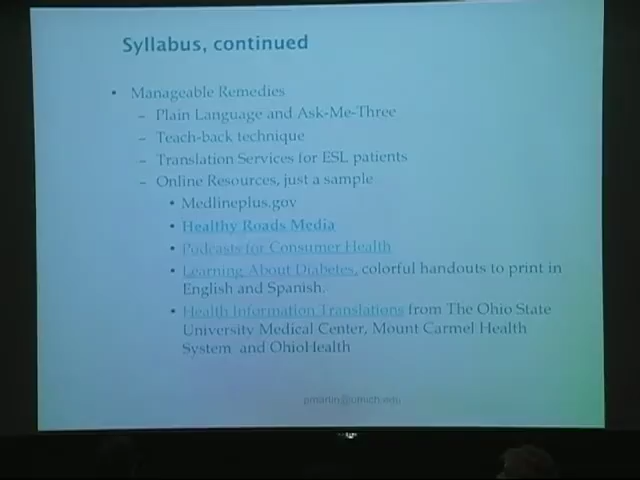 Syllabus, continued
• Manageable Remedies
– Plain Language and Ask-Me-Three
– Teach-back technique
– Translation Services for ESL patients
– Online Resources, just a sample
• Medlineplus.gov
• Healthy Roads Media
• Podcasts for Consumer Health
• Learning About Diabetes, colorful handouts to print in
English and Spanish.
• Health Information Translations from The Ohio State
University Medical Center, Mount Carmel Health
System and OhioHealth